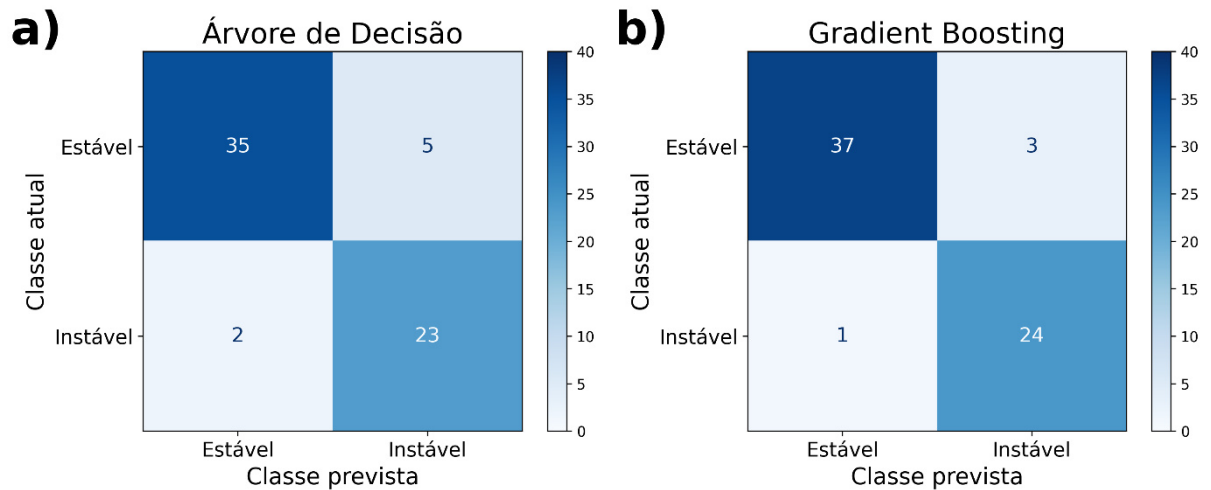 a)
Árvore de Decisão
Classe atual
Estável
35
5
Instável
2
23
Estável
Instável
Classe prevista
40
35
30
25
20
15
10
5
0
b)
Gradient Boosting
Classe atual
Estável
37
3
Instável
1
24
Estável
Instável
Classe prevista
40
35
30
25
20
15
10
5
0